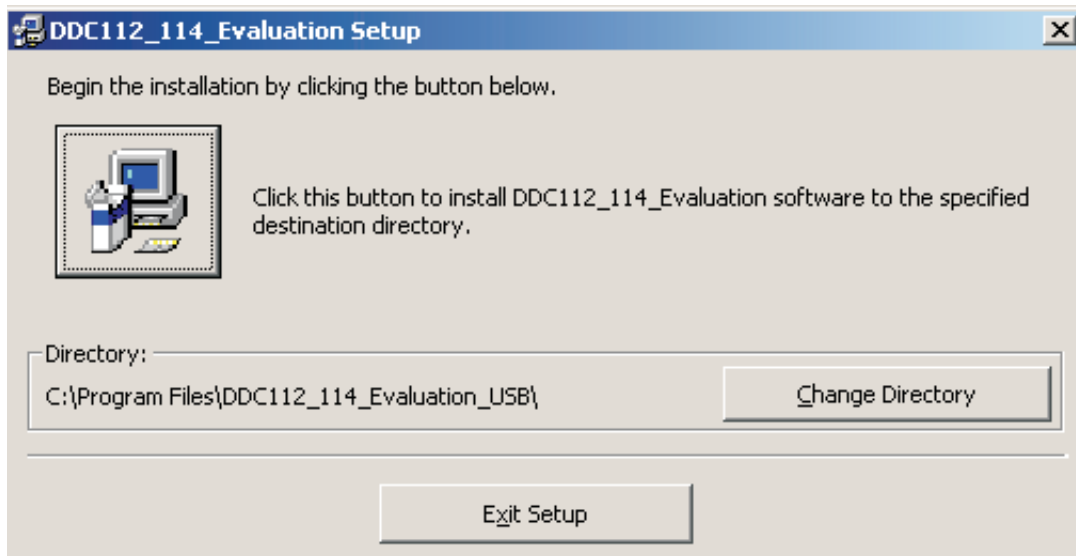 DDC112_114_Evaluation Setup
Begin the installation by clicking the button below.
Click this button to install DDC112_114_Evaluation software to the specified
destination directory.
Directory:
C:\Program Files\DDC112_114_Evaluation_USB\
Change Directory
Exit Setup